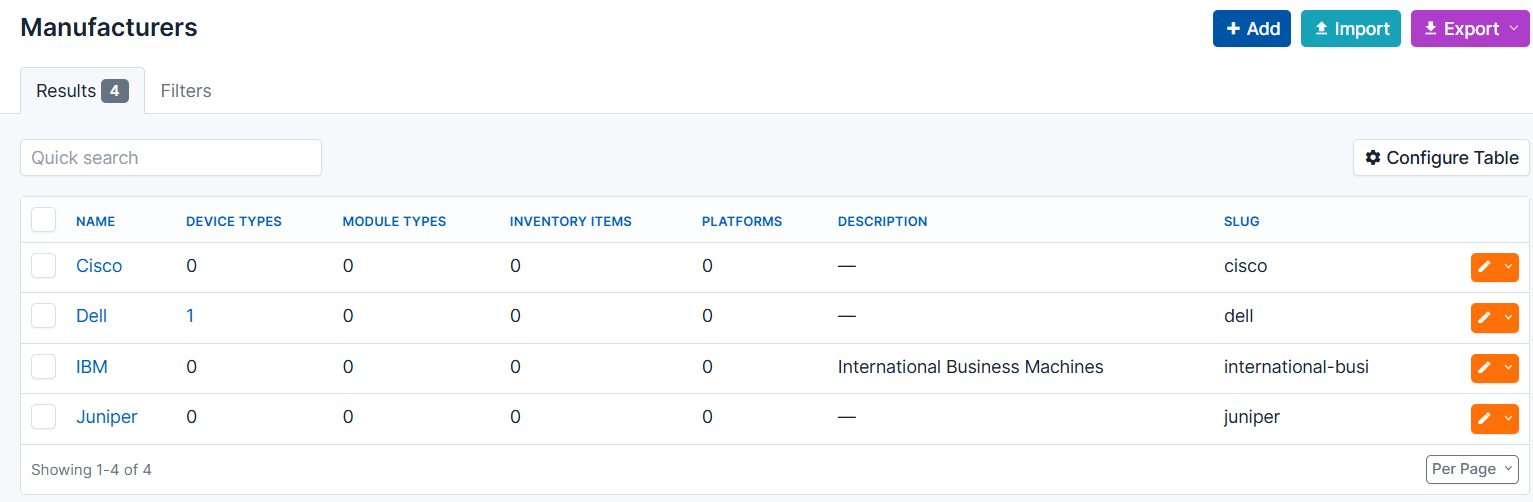 Manufacturers
Add Import Export
Results 4 Filters
Quick search
Configure Table
NAME DEVICE TYPES MODULE TYPES INVENTORY ITEMS PLATFORMS DESCRIPTION SLUG
Cisco 0 0 0 0 — cisco
Dell 1 0 0 0 — dell
IBM 0 0 0 0 International Business Machines international-busi
Juniper 0 0 0 0 — juniper
Showing 1-4 of 4
Per Page